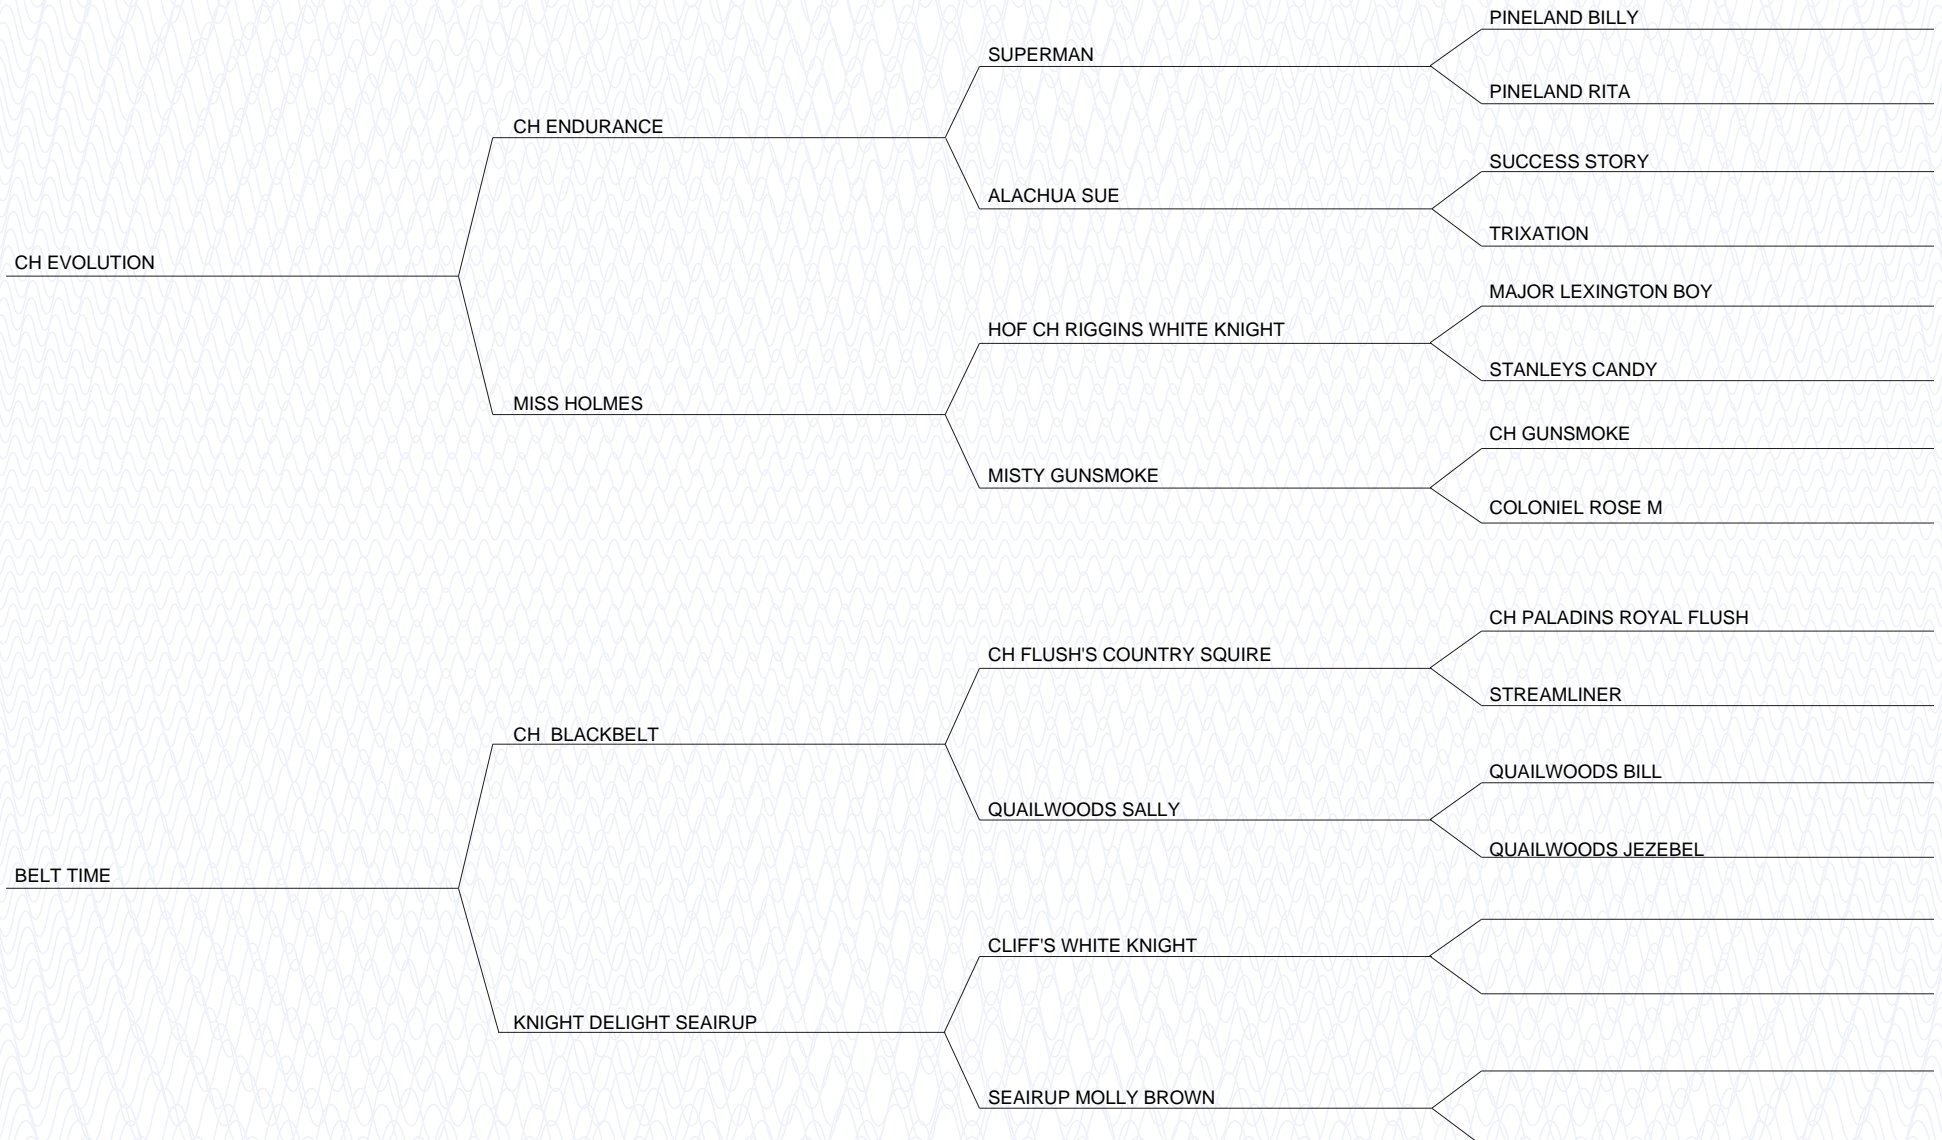 PINELAND BILLY
SUPERMAN
PINELAND RITA
CH ENDURANCE
SUCCESS STORY
ALACHUA SUE
TRIXATION
CH EVOLUTION
MAJOR LEXINGTON BOY
HOF CH RIGGINS WHITE KNIGHT
STANLEYS CANDY
MISS HOLMES
CH GUNSMOKE
MISTY GUNSMOKE
COLONIEL ROSE M
CH PALADINS ROYAL FLUSH
CH FLUSH'S COUNTRY SQUIRE
STREAMLINER
CH  BLACKBELT
QUAILWOODS BILL
QUAILWOODS SALLY
QUAILWOODS JEZEBEL
BELT TIME
CLIFF'S WHITE KNIGHT
KNIGHT DELIGHT SEAIRUP
SEAIRUP MOLLY BROWN